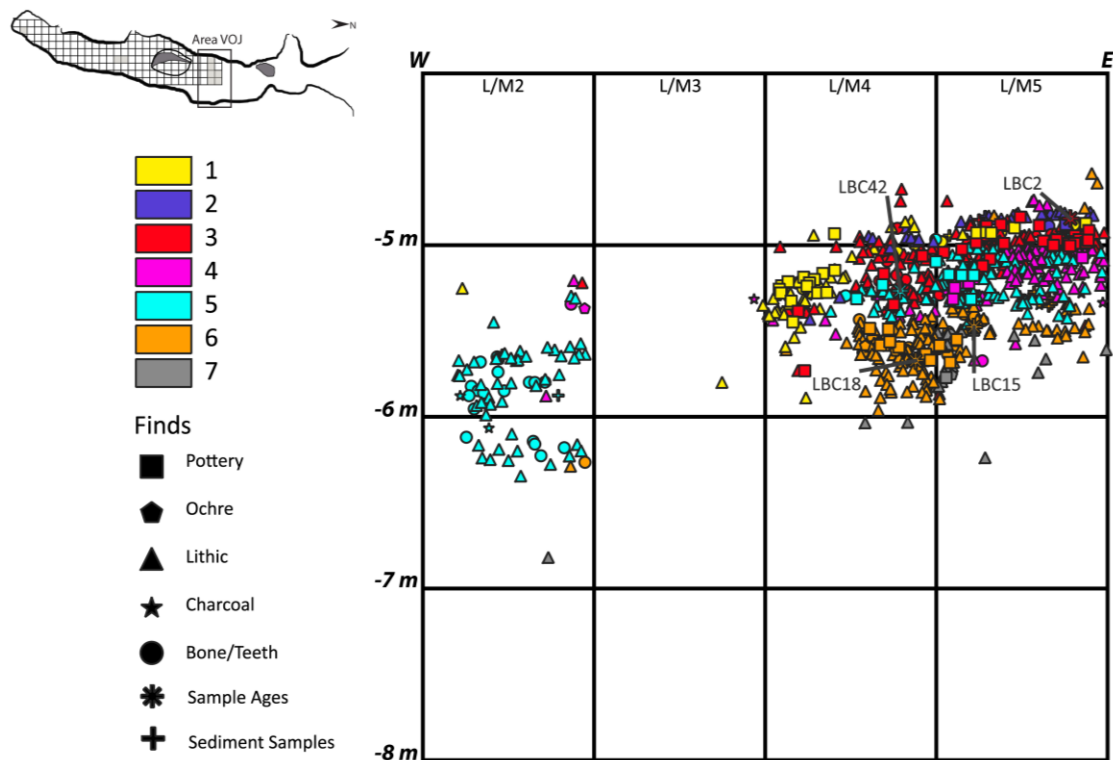 Area VOJ
N
1
2
3
4
5
6
7
Finds
Pottery
Ochre
Lithic
Charcoal
Bone/Teeth
Sample Ages
Sediment Samples
W
E
L/M2
L/M3
L/M4
L/M5
LBC42
LBC2
-5 m
LBC18
LBC15
-6 m
-7 m
-8 m